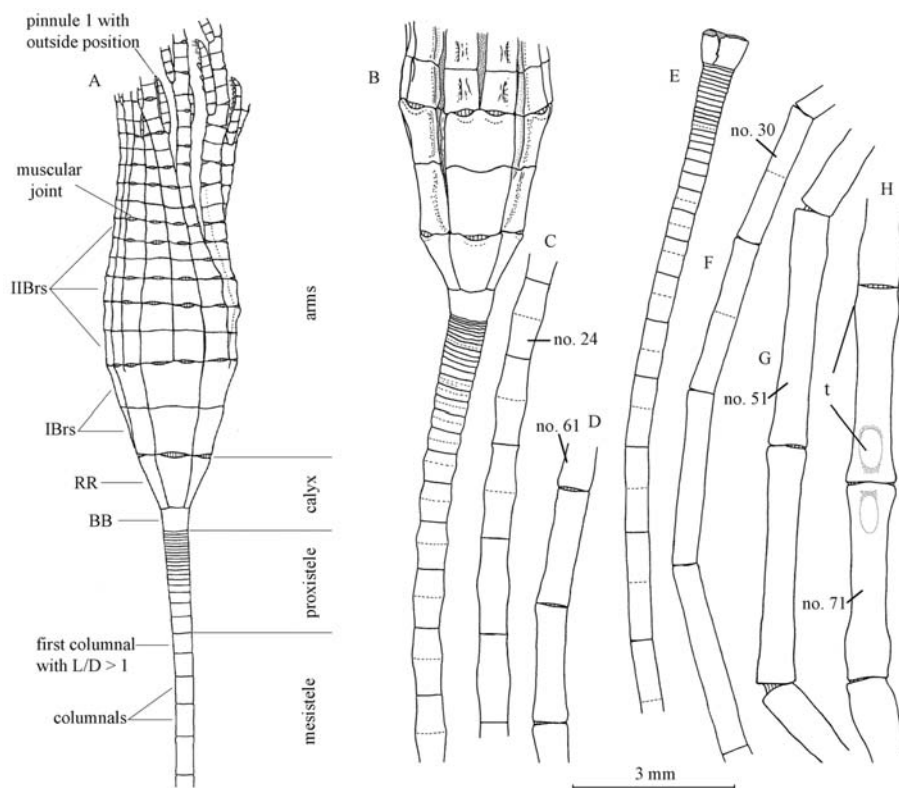 pinnule 1 with
outside position
A
muscular
joint
IIBrs
IBrs
RR
BB
first columnal
with L/D > 1
columnals
arms
calyx
proxistele
mesistele
B
C
no. 24
no. 61
D
E
no. 30
F
G
no. 51
H
t
no. 71
3 mm